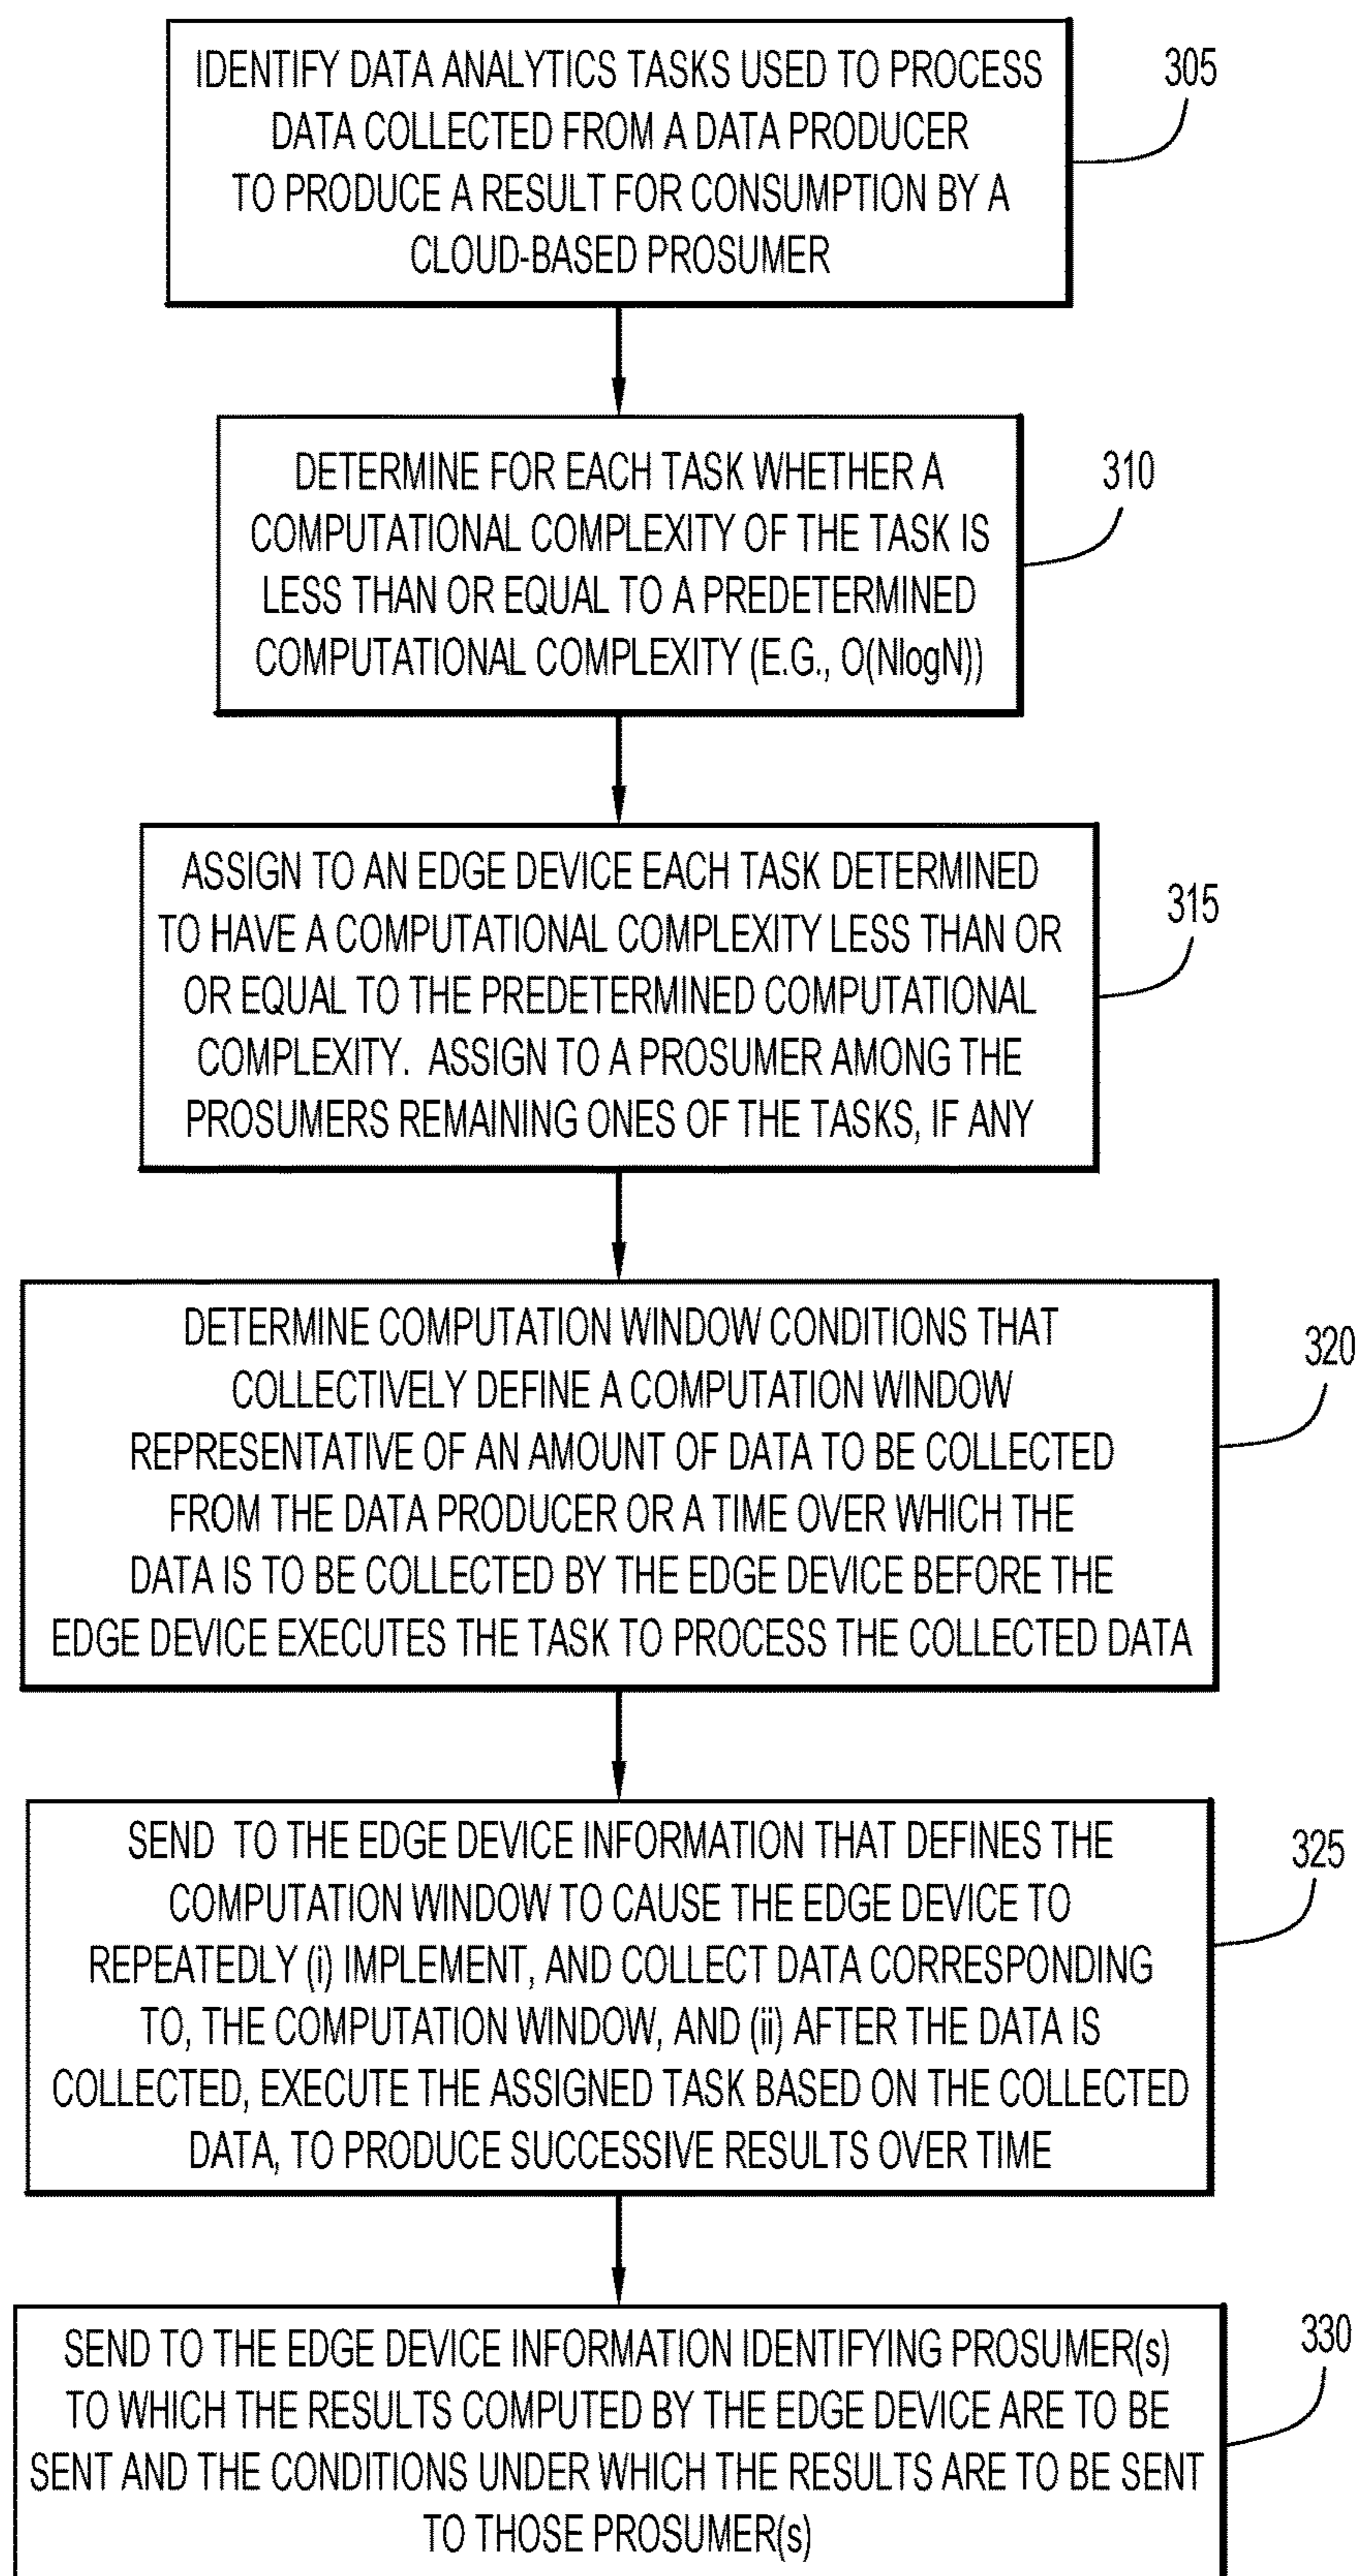 IDENTIFY DATA ANALYTICS TASKS USED TO PROCESS
DATA COLLECTED FROM A DATA PRODUCER
TO PRODUCE A RESULT FOR CONSUMPTION BY A
CLOUD-BASED PROSUMER
305
DETERMINE FOR EACH TASK WHETHER A
COMPUTATIONAL COMPLEXITY OF THE TASK IS
LESS THAN OR EQUAL TO A PREDETERMINED
COMPUTATIONAL COMPLEXITY (E.G., O(NlogN))
310
ASSIGN TO AN EDGE DEVICE EACH TASK DETERMINED
TO HAVE A COMPUTATIONAL COMPLEXITY LESS THAN OR
OR EQUAL TO THE PREDETERMINED COMPUTATIONAL
COMPLEXITY. ASSIGN TO A PROSUMER AMONG THE
PROSUMERS REMAINING ONES OF THE TASKS, IF ANY
315
DETERMINE COMPUTATION WINDOW CONDITIONS THAT
COLLECTIVELY DEFINE A COMPUTATION WINDOW
REPRESENTATIVE OF AN AMOUNT OF DATA TO BE COLLECTED
FROM THE DATA PRODUCER OR A TIME OVER WHICH THE
DATA IS TO BE COLLECTED BY THE EDGE DEVICE BEFORE THE
EDGE DEVICE EXECUTES THE TASK TO PROCESS THE COLLECTED DATA
320
SEND TO THE EDGE DEVICE INFORMATION THAT DEFINES THE
COMPUTATION WINDOW TO CAUSE THE EDGE DEVICE TO
REPEATEDLY (i) IMPLEMENT, AND COLLECT DATA CORRESPONDING
TO, THE COMPUTATION WINDOW, AND (ii) AFTER THE DATA IS
COLLECTED, EXECUTE THE ASSIGNED TASK BASED ON THE COLLECTED
DATA, TO PRODUCE SUCCESSIVE RESULTS OVER TIME
325
SEND TO THE EDGE DEVICE INFORMATION IDENTIFYING PROSUMER(s)
TO WHICH THE RESULTS COMPUTED BY THE EDGE DEVICE ARE TO BE
SENT AND THE CONDITIONS UNDER WHICH THE RESULTS ARE TO BE SENT
TO THOSE PROSUMER(s)
330